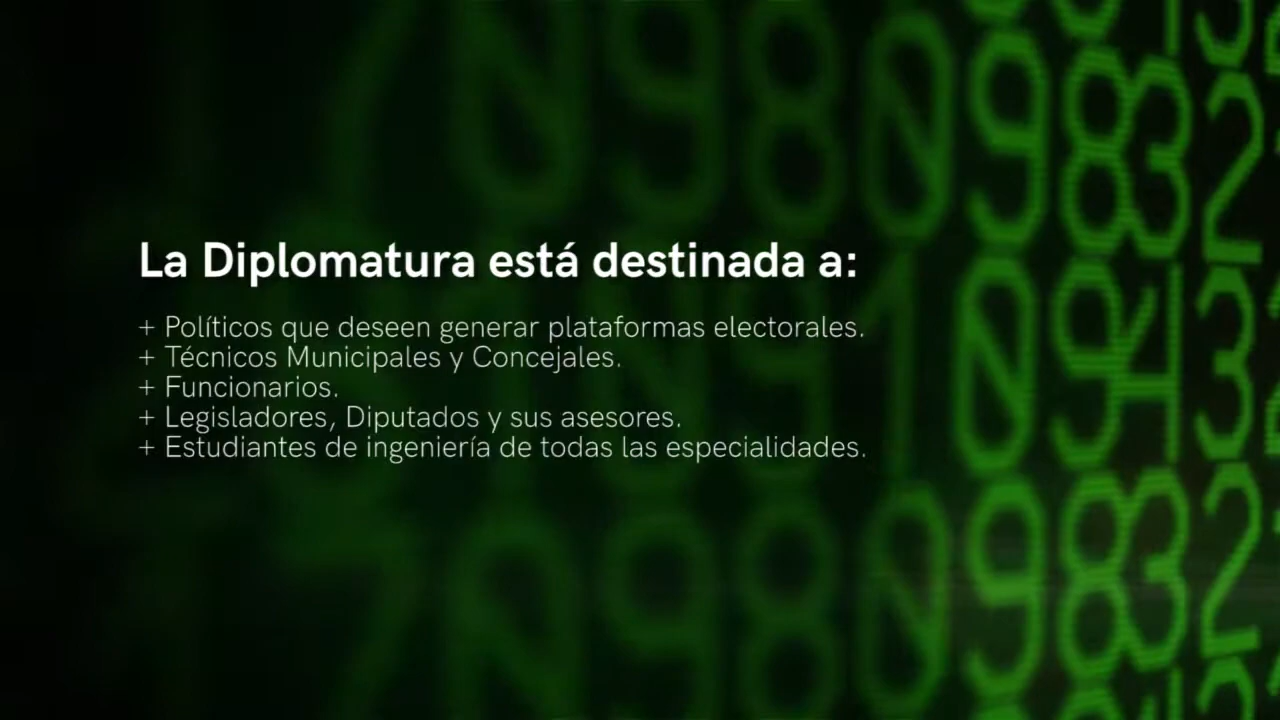 La Diplomatura está destinada a:
+ Políticos que deseen generar plataformas electorales.
+ Técnicos Municipales y Concejales.
+ Funcionarios.
+ Legisladores, Diputados y sus asesores.
+ Estudiantes de ingeniería de todas las especialidades.